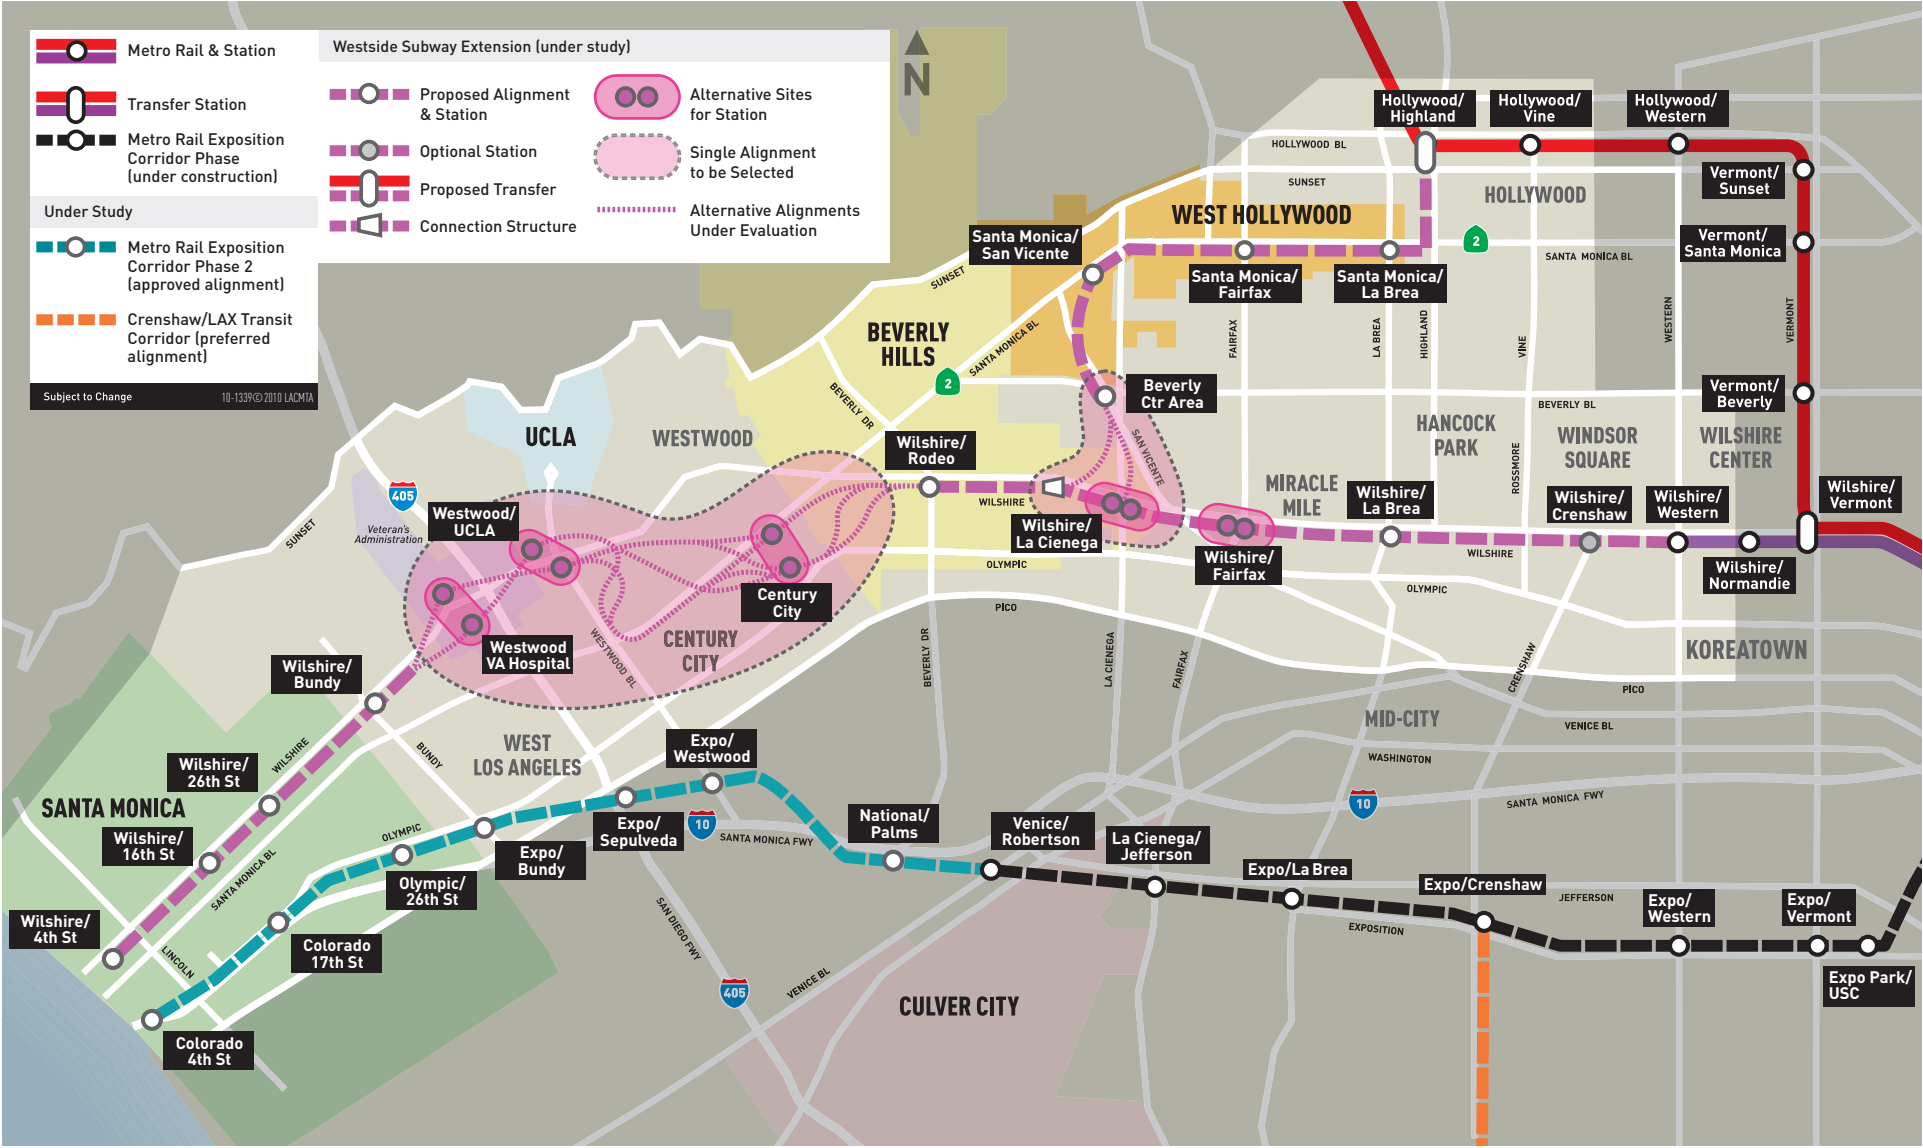 Metro Rail & Station
Transfer Station
Metro Rail Exposition
Corridor Phase
(under construction)
Under Study
Metro Rail Exposition
Corridor Phase 2
(approved alignment)
Crenshaw/LAX Transit
Corridor (preferred
alignment)
Subject to Change
10-1339©2010 LACMTA
Westside Subway Extension (under study)
Proposed Alignment
& Station
Optional Station
Proposed Transfer
Connection Structure
Alternative Sites
for Station
Single Alignment
to be Selected
Alternative Alignments
Under Evaluation
N
Hollywood/
Highland
Hollywood/
Vine
Hollywood/
Western
HOLLYWOOD BL
SUNSET
Vermont/
Sunset
HOLLYWOOD
WEST HOLLYWOOD
Santa Monica/
San Vicente
2
Vermont/
Santa Monica
SANTA MONICA BL
Santa Monica/
Fairfax
Santa Monica/
La Brea
SUNSET
FAIRFAX
LA BREA
HIGHLAND
VINE
WESTERN
VERMONT
BEVERLY
HILLS
SANTA MONICA BL
2
BEVERLY DR
Beverly
Ctr Area
Vermont/
Beverly
BEVERLY BL
HANCOCK
PARK
WINDSOR
SQUARE
WILSHIRE
CENTER
UCLA
WESTWOOD
Wilshire/
Rodeo
SAN VICENTE
ROSSMORE
MIRACLE
MILE
405
WILSHIRE
Wilshire/
La Brea
Wilshire/
Crenshaw
Wilshire/
Western
Wilshire/
Vermont
SUNSET
Veteran's
Administration
Westwood/
UCLA
Wilshire/
La Cienega
Wilshire/
Fairfax
WILSHIRE
Wilshire/
Normandie
OLYMPIC
OLYMPIC
Century
City
PICO
Westwood
VA Hospital
WESTWOOD BL
CENTURY
CITY
BEVERLY DR
LA CIENEGA
FAIRFAX
CRENSHAW
KOREATOWN
PICO
Wilshire/
Bundy
MID-CITY
VENICE BL
WASHINGTON
WILSHIRE
BUNDY
WEST
LOS ANGELES
Expo/
Westwood
Wilshire/
26th St
SANTA MONICA
10
SANTA MONICA FWY
Wilshire/
16th St
OLYMPIC
Expo/
Sepulveda
10
SANTA MONICA FWY
National/
Palms
Venice/
Robertson
La Cienega/
Jefferson
Expo/
Bundy
SANTA MONICA BL
Olympic/
26th St
Expo/La Brea
Expo/Crenshaw
JEFFERSON
Expo/
Western
Expo/
Vermont
Wilshire/
4th St
SAN DIEGO FWY
EXPOSITION
Colorado
17th St
LINCOLN
VENICE BL
405
CULVER CITY
Expo Park/
USC
Colorado
4th St